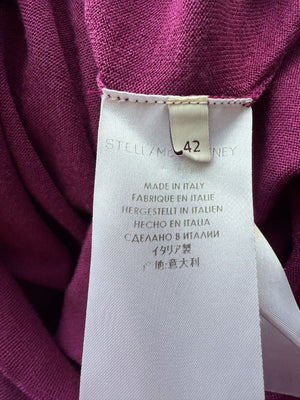 42
STELLA McCARTNEY
MADE IN ITALY
FABRIQUE EN ITALIE
HERGESTELLT IN ITALIEN
HECHO EN ITALIA
СДЕЛАНО В ИТАЛИИ
イタリア製
产地:意大利